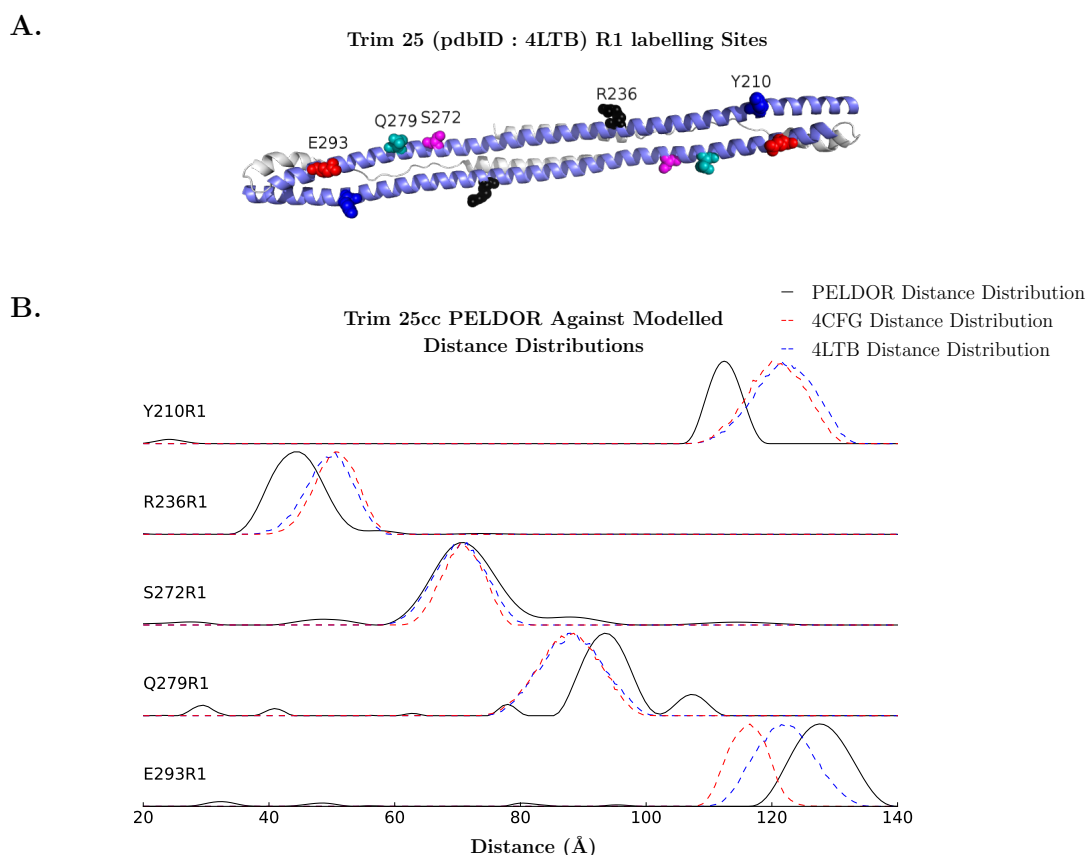 A.
Trim 25 (pdbID : 4LTB) R1 labelling Sites
Y210
R236
Q279 S272
E293
B.
PELDOR Distance Distribution
Trim 25cc PELDOR Against Modelled
Distance Distributions
4CFG Distance Distribution
4LTB Distance Distribution
Y210R1
R236R1
S272R1
Q279R1
E293R1
20 40 60 80 100 120 140
Distance (Å)